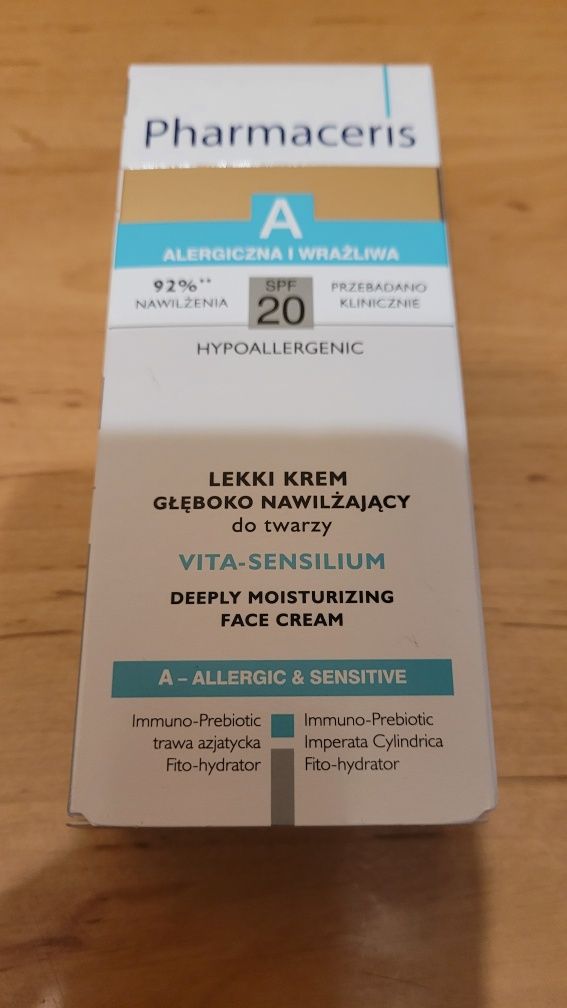 Pharmaceris
A
ALERGICZNA I WRAŻLIWA
92%**
NAWILŻENIA
SPF
20
PRZEBADANO
KLINICZNIE
HYPOALLERGENIC
LEKKI KREM
GŁĘBOKO NAWILŻAJĄCY
do twarzy
VITA-SENSILIUM
DEEPLY MOISTURIZING
FACE CREAM
A – ALLERGIC & SENSITIVE
Immuno-Prebiotic
trawa azjatycka
Fito-hydrator
Immuno-Prebiotic
Imperata Cylindrica
Fito-hydrator